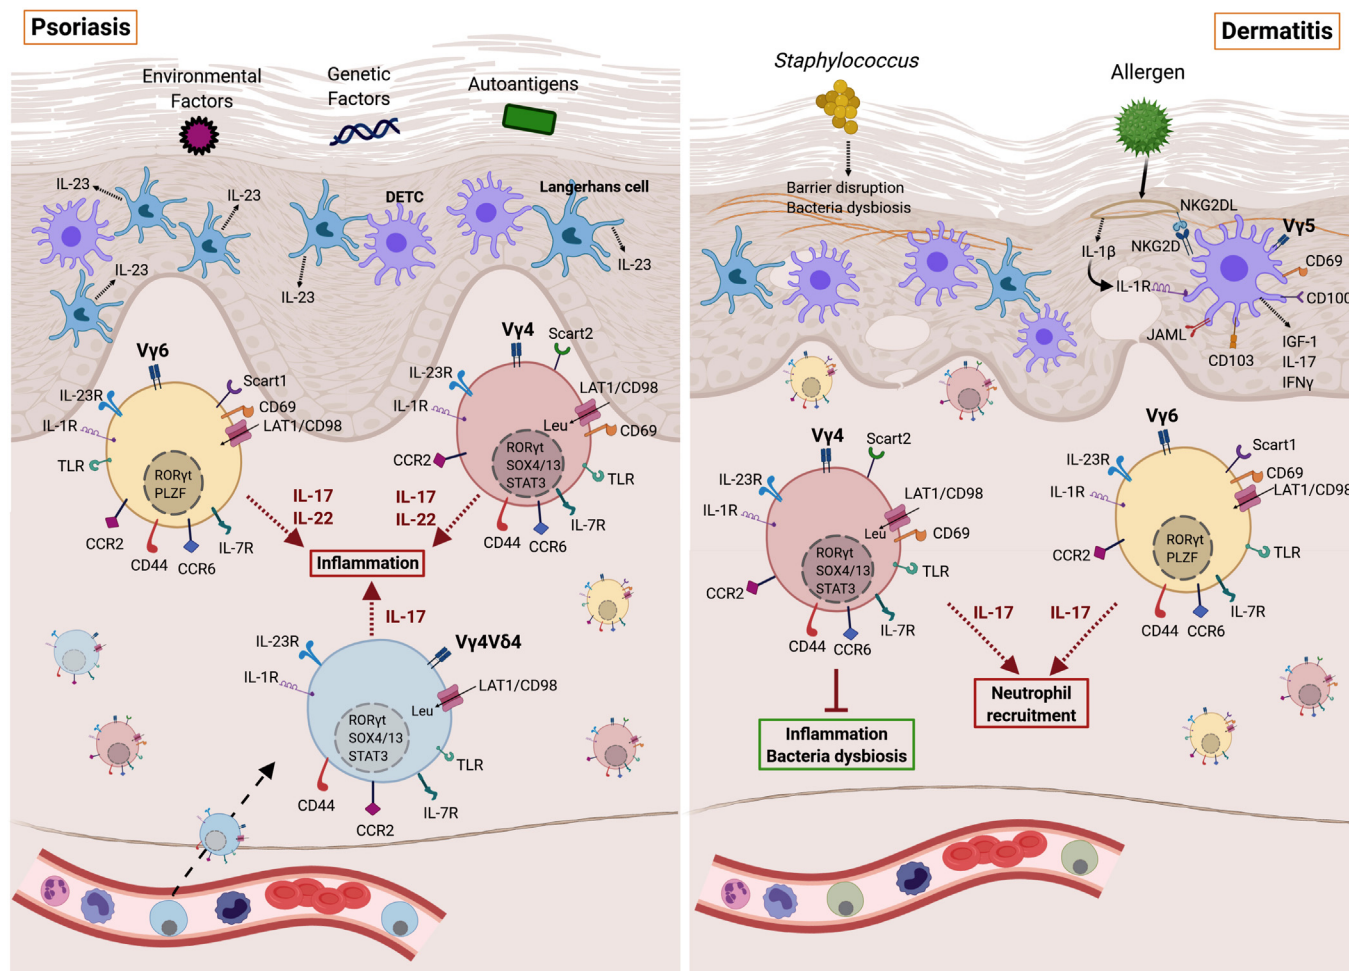 Psoriasis
Environmental
Factors
Genetic
Factors
Autoantigens
IL-23
IL-23
DETC
Langerhans cell
IL-23
IL-23
IL-23
Vγ6
IL-23R
Scart1
CD69
IL-1R
LAT1/CD98
TLR
RORγt
PLZF
CCR2
CD44
CCR6
IL-7R
Vγ4
Scart2
IL-23R
LAT1/CD98
IL-1R
Leu
CD69
CCR2
RORγt
SOX4/13
STAT3
TLR
IL-7R
CD44
CCR6
IL-17
IL-22
IL-17
IL-22
Inflammation
IL-17
IL-23R
Vγ4Vδ4
IL-1R
LAT1/CD98
Leu
RORγt
SOX4/13
STAT3
TLR
CD44
IL-7R
CCR2
Dermatitis
Staphylococcus
Allergen
Barrier disruption
Bacteria dysbiosis
NKG2DL
Vγ5
NKG2D
IL-1β
CD69
IL-1R
CD100
JAML
CD103
IGF-1
IL-17
IFNγ
Vγ4
Scart2
IL-23R
LAT1/CD98
IL-1R
Leu
CD69
RORγt
SOX4/13
STAT3
TLR
CCR2
IL-7R
CD44
CCR6
Vγ6
Scart1
IL-23R
CD69
IL-1R
LAT1/CD98
RORγt
PLZF
CCR2
TLR
IL-7R
CD44
CCR6
IL-17
IL-17
Neutrophil
recruitment
Inflammation
Bacteria dysbiosis